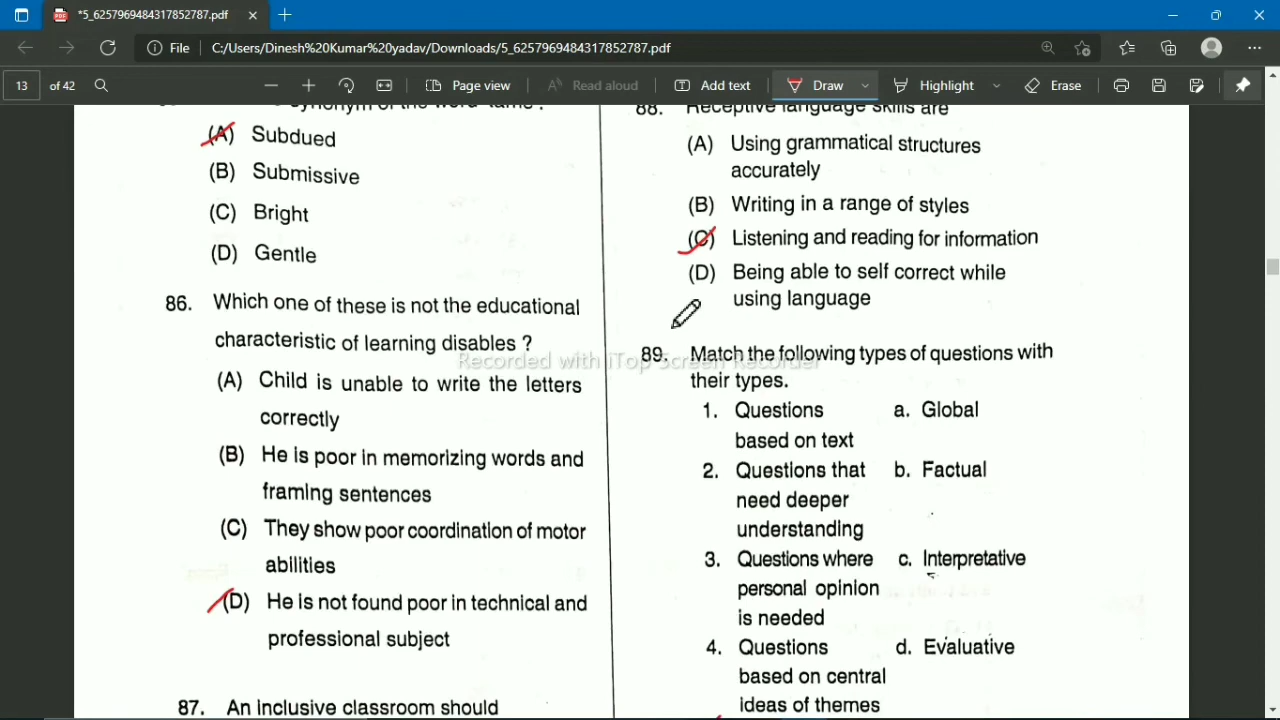 *5_6257969484317852787.pdf
File C:/Users/Dinesh%20Kumar%20yadav/Downloads/5_6257969484317852787.pdf
13 of 42 Page view Read aloud Add text Draw Highlight Erase
synonym of the word
(A) Subdued
(B) Submissive
(C) Bright
(D) Gentle
86. Which one of these is not the educational
characteristic of learning disables ?
(A) Child is unable to write the letters
correctly
(B) He is poor in memorizing words and
framing sentences
(C) They show poor coordination of motor
abilities
(D) He is not found poor in technical and
professional subject
87. An inclusive classroom should
88. Receptive language skills are
(A) Using grammatical structures
accurately
(B) Writing in a range of styles
(C) Listening and reading for information
(D) Being able to self correct while
using language
Recorded with iTop Screen Recorder
89. Match the following types of questions with
their types.
1. Questions a. Global
based on text
2. Questions that b. Factual
need deeper
understanding
3. Questions where c. Interpretative
personal opinion
is needed
4. Questions d. Evaluative
based on central
ideas of themes